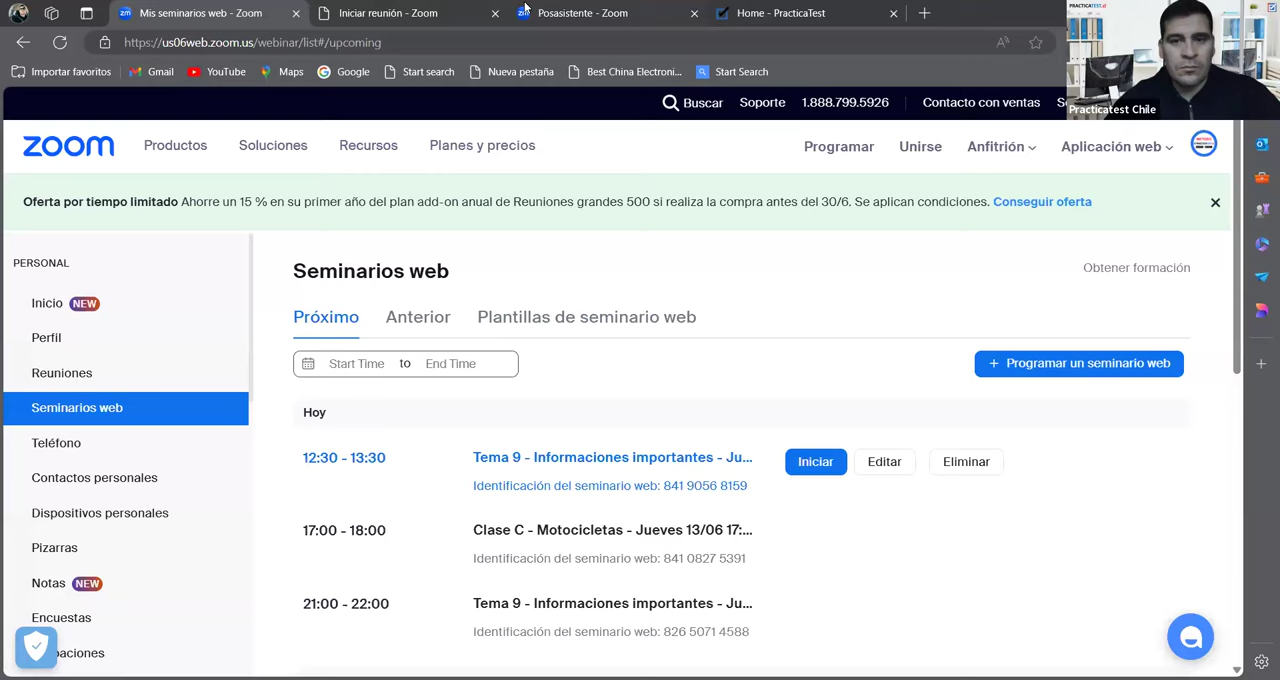 Mis seminarios web - Zoom
Iniciar reunión - Zoom
zm Posasistente - Zoom
Home - PracticaTest
https://us06web.zoom.us/webinar/list#/upcoming
Importar favoritos
Gmail
YouTube
Maps
Google
Start search
Nueva pestaña
Best China Electroni...
Start Search
PRACTICATEST.cl
Practicatest Chile
Buscar
Soporte
1.888.799.5926
Contacto con ventas
zoom
Productos
Soluciones
Recursos
Planes y precios
Programar
Unirse
Anfitrión
Aplicación web
Oferta por tiempo limitado Ahorre un 15 % en su primer año del plan add-on anual de Reuniones grandes 500 si realiza la compra antes del 30/6. Se aplican condiciones. Conseguir oferta
PERSONAL
Inicio NEW
Perfil
Reuniones
Seminarios web
Teléfono
Contactos personales
Dispositivos personales
Pizarras
Notas NEW
Encuestas
baciones
Seminarios web
Obtener formación
Próximo
Anterior
Plantillas de seminario web
Start Time to End Time
+ Programar un seminario web
Hoy
12:30 - 13:30
Tema 9 - Informaciones importantes - Ju...
Identificación del seminario web: 841 9056 8159
Iniciar
Editar
Eliminar
17:00 - 18:00
Clase C - Motocicletas - Jueves 13/06 17:...
Identificación del seminario web: 841 0827 5391
21:00 - 22:00
Tema 9 - Informaciones importantes - Ju...
Identificación del seminario web: 826 5071 4588